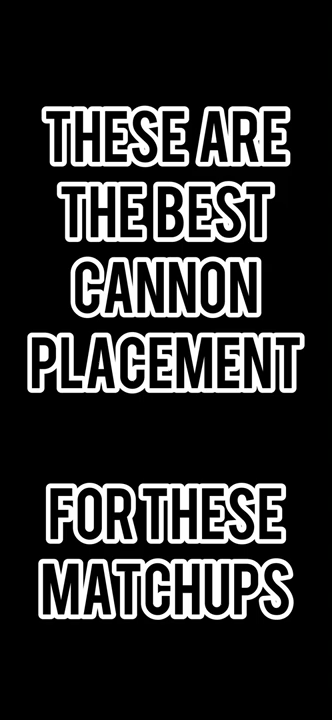 THESE ARE
THE BEST
CANNON
PLACEMENT
FOR THESE
MATCHUPS